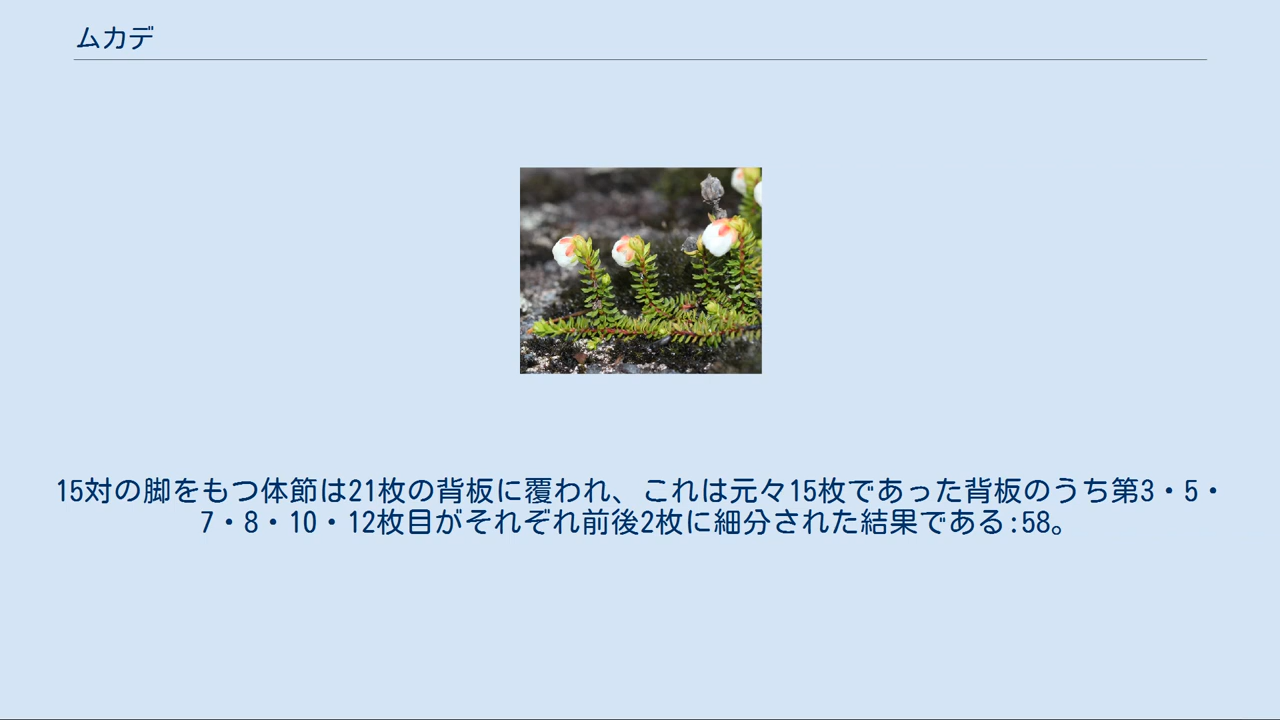 ムカデ
15対の脚をもつ体節は21枚の背板に覆われ、これは元々15枚であった背板のうち第3・5・
7・8・10・12枚目がそれぞれ前後2枚に細分された結果である:58。